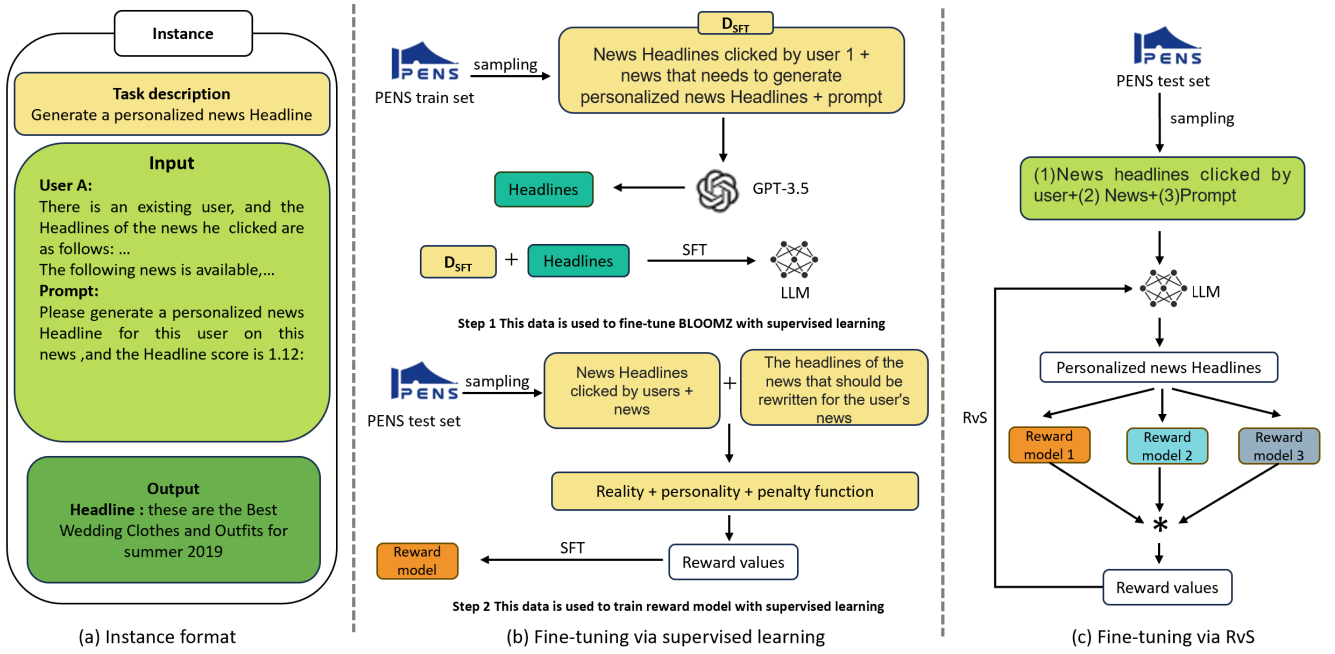 Instance
Task description
Generate a personalized news Headline
Input
User A:
There is an existing user, and the
Headlines of the news he clicked are
as follows: ...
The following news is available,...
Prompt:
Please generate a personalized news
Headline for this user on this
news ,and the Headline score is 1.12:
Output
Headline : these are the Best
Wedding Clothes and Outfits for
summer 2019
(a) Instance format
PENS
PENS train set
sampling
DSFT
News Headlines clicked by user 1 +
news that needs to generate
personalized news Headlines + prompt
Headlines
GPT-3.5
DSFT
+
Headlines
SFT
LLM
Step 1 This data is used to fine-tune BLOOMZ with supervised learning
PENS
PENS test set
sampling
News Headlines
clicked by users +
news
+
The headlines of the
news that should be
rewritten for the user's
news
Reality + personality + penalty function
Reward
model
SFT
Reward values
Step 2 This data is used to train reward model with supervised learning
(b) Fine-tuning via supervised learning
PENS
PENS test set
sampling
(1)News headlines clicked by
user+(2) News+(3)Prompt
LLM
Personalized news Headlines
RvS
Reward
model 1
Reward
model 2
Reward
model 3
*
Reward values
(c) Fine-tuning via RvS